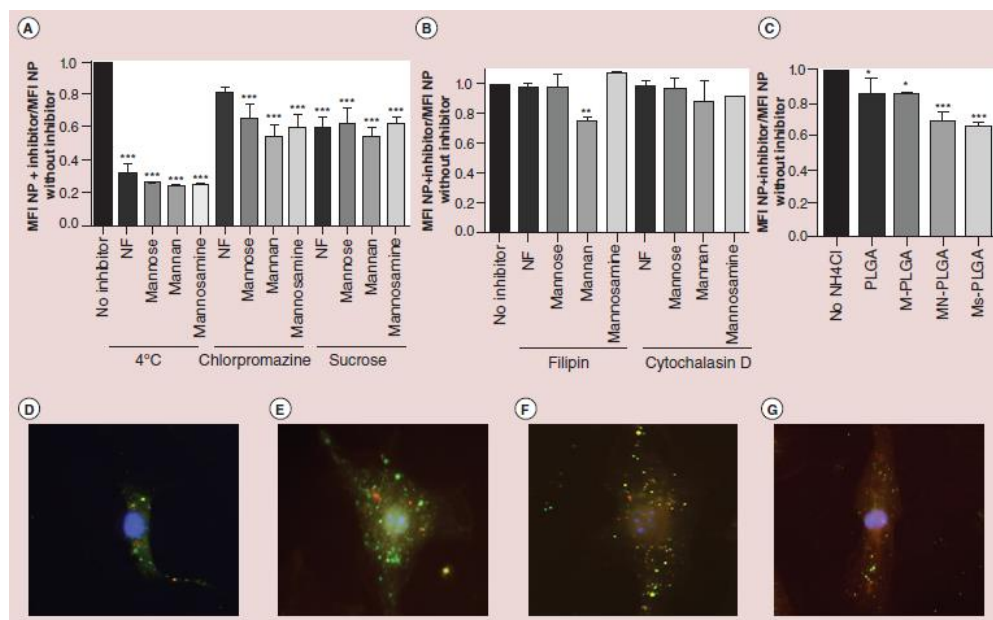 A
MFI NP + inhibitor/MFI NP
without inhibitor
1.0
0.8
0.6
0.4
0.2
0.0
***
***
***
***
***
***
***
***
***
***
***
No inhibitor
NF
Mannose
Mannan
Mannosamine
NF
Mannose
Mannan
Mannosamine
NF
Mannose
Mannan
Mannosamine
4°C
Chlorpromazine
Sucrose
B
MFI NP+inhibitor/MFI NP
without inhibitor
1.0
0.8
0.6
0.4
0.2
0.0
**
No inhibitor
NF
Mannose
Mannan
Mannosamine
NF
Mannose
Mannan
Mannosamine
Filipin
Cytochalasin D
C
MFI NP+inhibitor/MFI NP
without inhibitor
1.0
0.8
0.6
0.4
0.2
0.0
*
*
***
***
No NH4Cl
PLGA
M-PLGA
MN-PLGA
Ms-PLGA
D
E
F
G